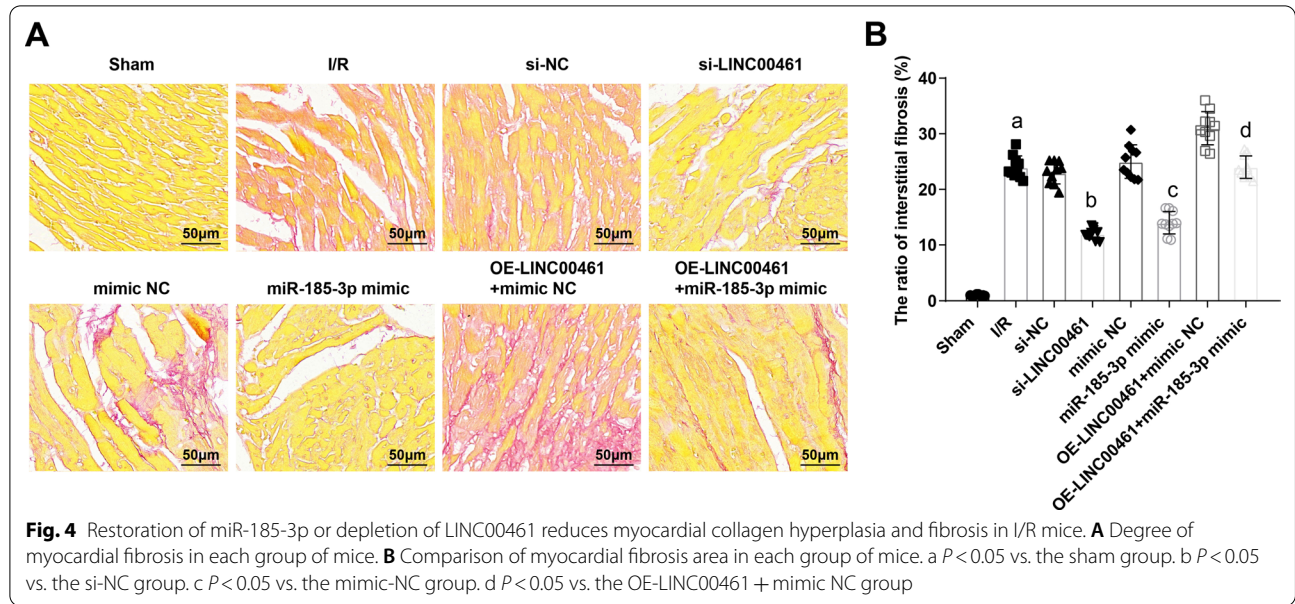 A
Sham
I/R
si-NC
si-LINC00461
50μm
50μm
50μm
50μm
mimic NC
miR-185-3p mimic
OE-LINC00461
+mimic NC
OE-LINC00461
+miR-185-3p mimic
50μm
50μm
50μm
50μm
B
The ratio of interstitial fibrosis (%)
40
30
20
10
0
a
b
c
d
Sham
I/R
si-NC
si-LINC00461
mimic NC
miR-185-3p mimic
OE-LINC00461+mimic NC
OE-LINC00461+miR-185-3p mimic
Fig. 4 Restoration of miR-185-3p or depletion of LINC00461 reduces myocardial collagen hyperplasia and fibrosis in I/R mice. A Degree of
myocardial fibrosis in each group of mice. B Comparison of myocardial fibrosis area in each group of mice. a P < 0.05 vs. the sham group. b P < 0.05
vs. the si-NC group. c P < 0.05 vs. the mimic-NC group. d P < 0.05 vs. the OE-LINC00461 + mimic NC group